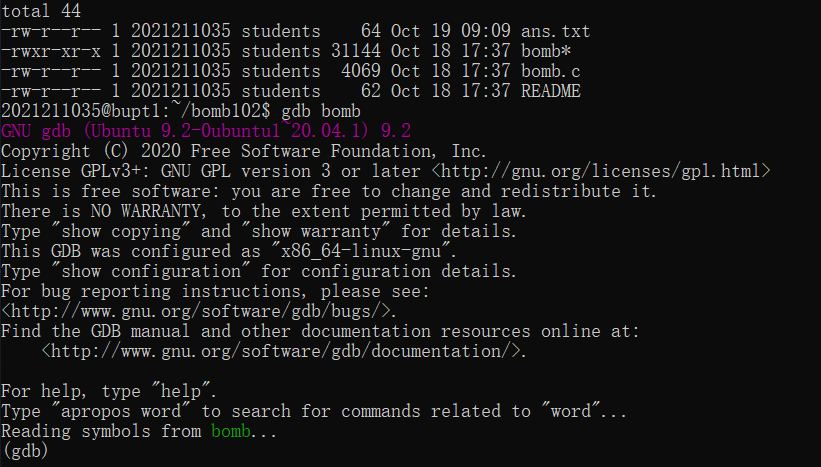 total 44
-rw-r--r-- 1 2021211035 students    64 Oct 19 09:09 ans.txt
-rwxr-xr-x 1 2021211035 students 31144 Oct 18 17:37 bomb*
-rw-r--r-- 1 2021211035 students  4069 Oct 18 17:37 bomb.c
-rw-r--r-- 1 2021211035 students    62 Oct 18 17:37 README
2021211035@bupt1:~/bomb102$ gdb bomb
GNU gdb (Ubuntu 9.2-0ubuntu1~20.04.1) 9.2
Copyright (C) 2020 Free Software Foundation, Inc.
License GPLv3+: GNU GPL version 3 or later <http://gnu.org/licenses/gpl.html>
This is free software: you are free to change and redistribute it.
There is NO WARRANTY, to the extent permitted by law.
Type "show copying" and "show warranty" for details.
This GDB was configured as "x86_64-linux-gnu".
Type "show configuration" for configuration details.
For bug reporting instructions, please see:
<http://www.gnu.org/software/gdb/bugs/>.
Find the GDB manual and other documentation resources online at:
    <http://www.gnu.org/software/gdb/documentation/>.

For help, type "help".
Type "apropos word" to search for commands related to "word"...
Reading symbols from bomb...
(gdb)